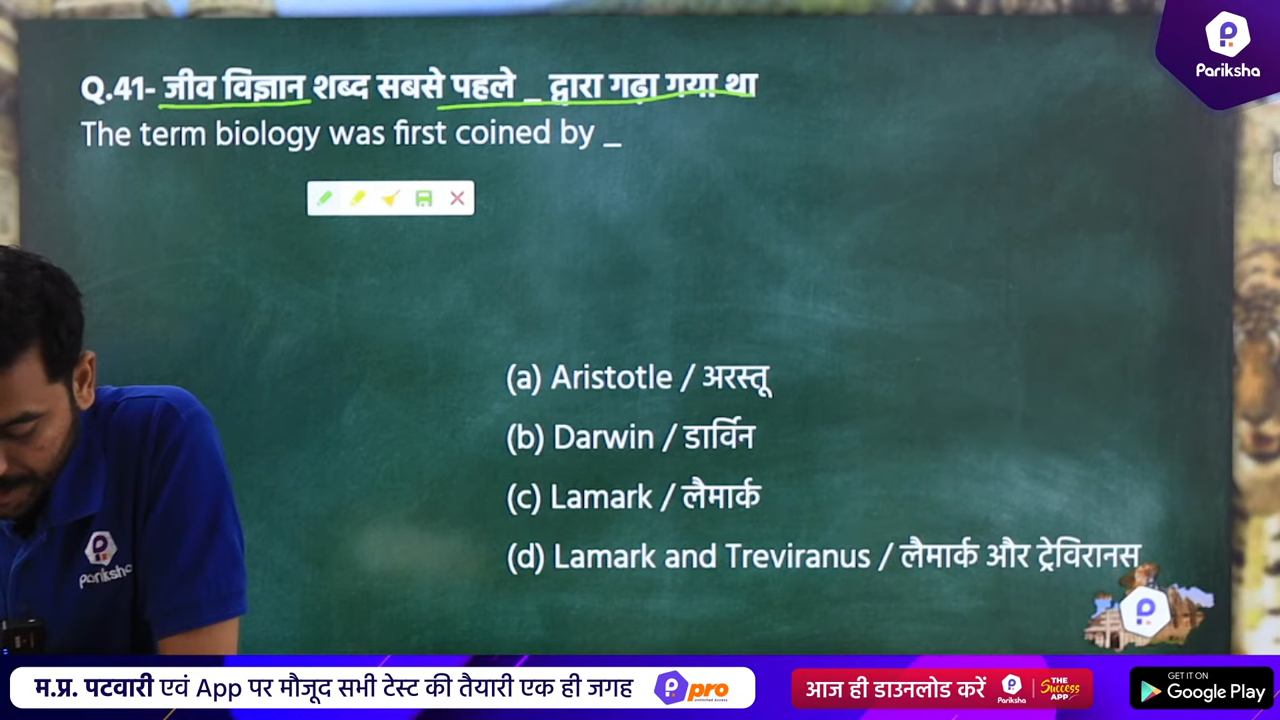 Pariksha
Q.41- जीव विज्ञान शब्द सबसे पहले _ द्वारा गढ़ा गया था
The term biology was first coined by _
(a) Aristotle / अरस्तू
(b) Darwin / डार्विन
(c) Lamark / लैमार्क
(d) Lamark and Treviranus / लैमार्क और ट्रेविरानस
Pariksha
म.प्र. पटवारी एवं App पर मौजूद सभी टेस्ट की तैयारी एक ही जगह
pro
आज ही डाउनलोड करें
Pariksha
THE
Success
APP
GET IT ON
Google Play